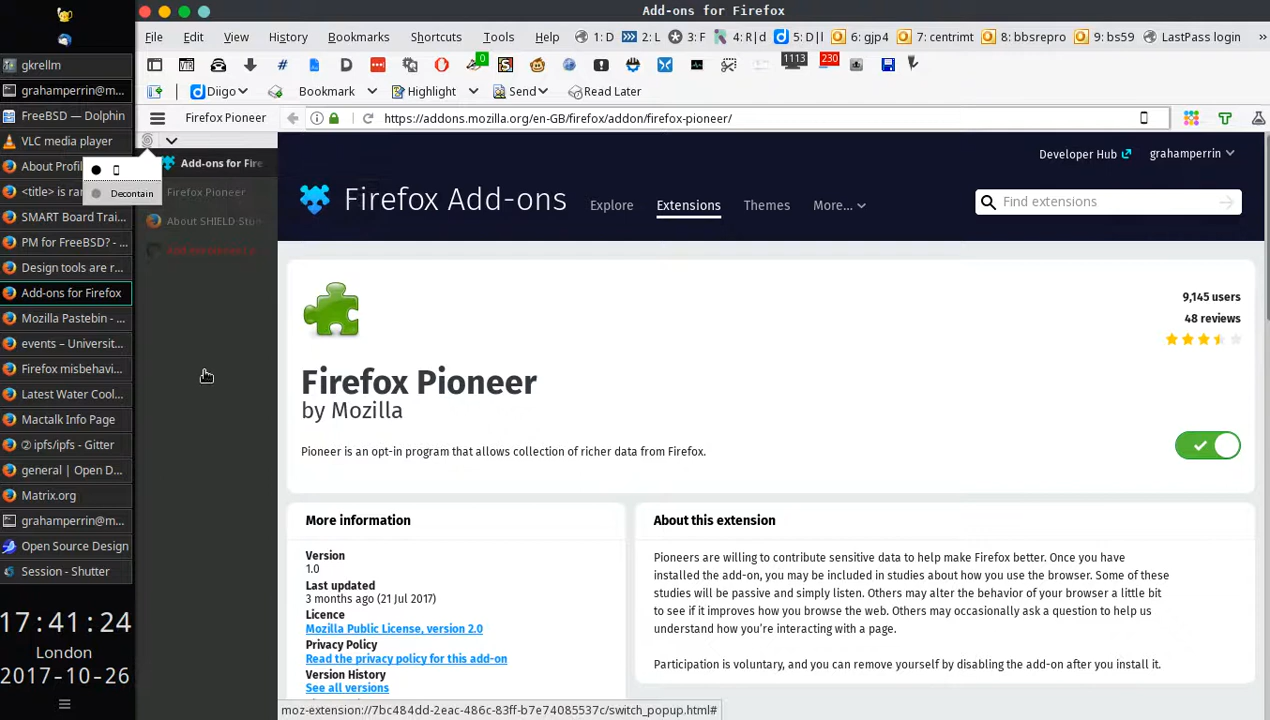 Add-ons for Firefox
File Edit View History Bookmarks Shortcuts Tools Help 1: D 2: L 3: F 4: R|d 5: D|l 6: gjp4 7: centrimt 8: bbsrepo 9: bs59 LastPass login
0 1113 230
Diigo Bookmark Highlight Send Read Later
Firefox Pioneer https://addons.mozilla.org/en-GB/firefox/addon/firefox-pioneer/
gkrellm
grahamperrin@m...
FreeBSD — Dolphin
VLC media player
About Profil
<title> is ran
SMART Board Trai...
PM for FreeBSD? - ...
Design tools are r...
Add-ons for Firefox
Mozilla Pastebin - ...
events – Universit...
Firefox misbehavi...
Latest Water Cool...
Mactalk Info Page
② ipfs/ipfs - Gitter
general | Open D...
Matrix.org
grahamperrin@m...
Open Source Design
Session - Shutter
17:41:24
London
2017-10-26
Decontain
Add-ons for Fire
Firefox Pioneer
About SHIELD Stu
Developer Hub grahamperrin
Firefox Add-ons Explore Extensions Themes More... Find extensions
9,145 users
48 reviews
Firefox Pioneer
by Mozilla
Pioneer is an opt-in program that allows collection of richer data from Firefox.
More information
Version
1.0
Last updated
3 months ago (21 Jul 2017)
Licence
Mozilla Public License, version 2.0
Privacy Policy
Read the privacy policy for this add-on
Version History
See all versions
About this extension
Pioneers are willing to contribute sensitive data to help make Firefox better. Once you have
installed the add-on, you may be included in studies about how you use the browser. Some of these
studies will be passive and simply listen. Others may alter the behavior of your browser a little bit
to see if it improves how you browse the web. Others may occasionally ask a question to help us
understand how you're interacting with a page.
Participation is voluntary, and you can remove yourself by disabling the add-on after you install it.
moz-extension://7bc484dd-2eac-486c-83ff-b7e74085537c/switch_popup.html#